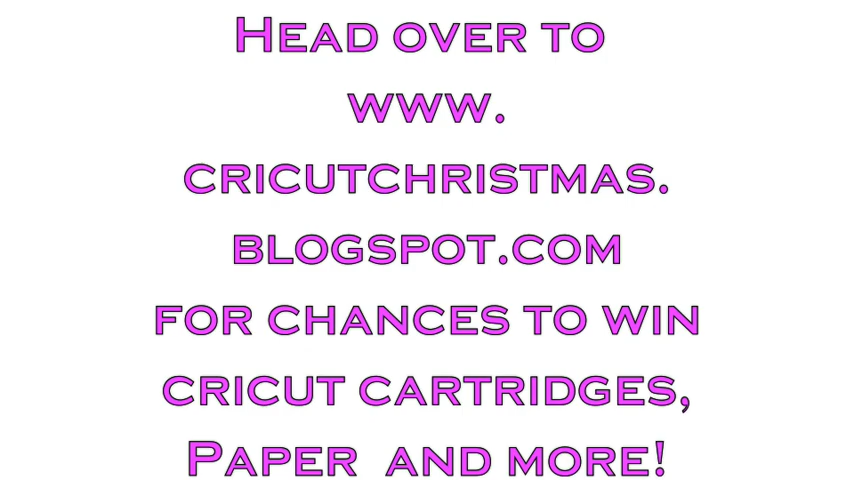 Head over to
www.
cricutchristmas.
blogspot.com
for chances to win
cricut cartridges,
Paper and more!